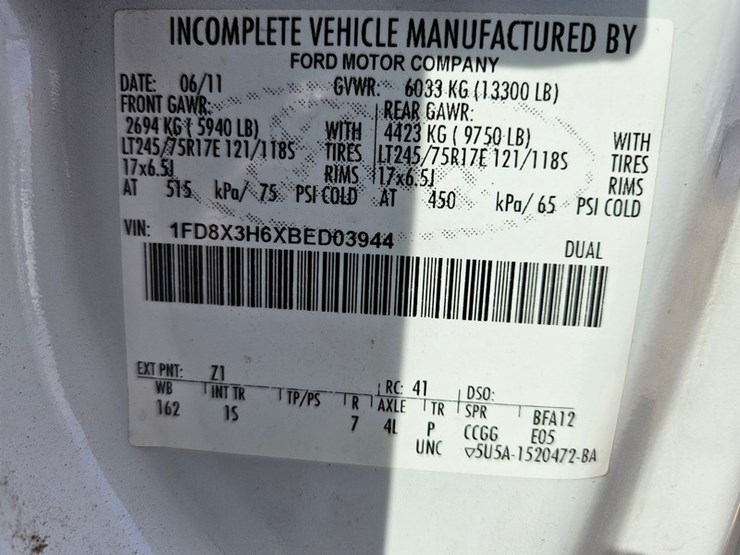 INCOMPLETE VEHICLE MANUFACTURED BY
FORD MOTOR COMPANY
DATE: 06/11 GVWR: 6033 KG (13300 LB)
FRONT GAWR: REAR GAWR:
2694 KG ( 5940 LB) WITH 4423 KG ( 9750 LB) WITH
LT245/75R17E 121/118S TIRES LT245/75R17E 121/118S TIRES
17x6.5J RIMS 17x6.5J RIMS
AT 515 kPa/ 75 PSI COLD AT 450 kPa/ 65 PSI COLD
VIN: 1FD8X3H6XBED03944 DUAL
EXT PNT: Z1 RC: 41 DSO:
WB INT TR TP/PS R AXLE TR SPR BFA12
162 1S 7 4L P CCGG E05
UNC ▽5U5A-1520472-BA